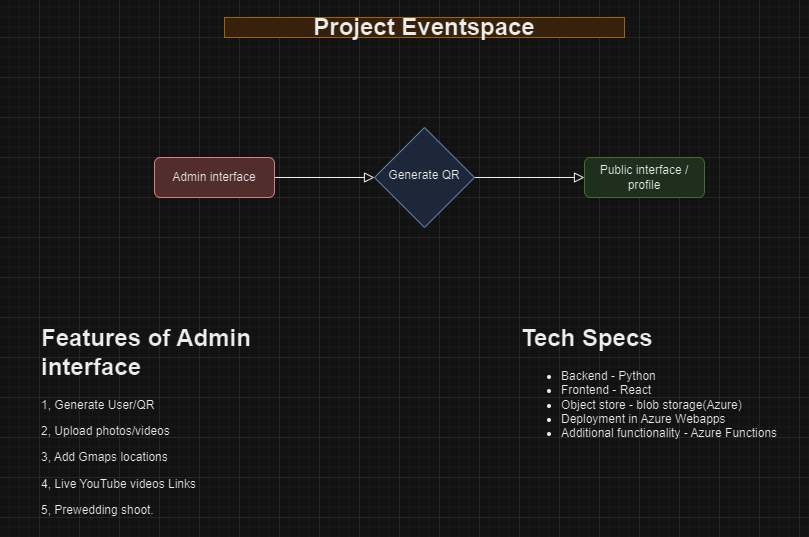 Project Eventspace
Admin interface
Generate QR
Public interface /
profile
Features of Admin
interface
1, Generate User/QR
2, Upload photos/videos
3, Add Gmaps locations
4, Live YouTube videos Links
5, Prewedding shoot.
Tech Specs
• Backend - Python
• Frontend - React
• Object store - blob storage(Azure)
• Deployment in Azure Webapps
• Additional functionality - Azure Functions